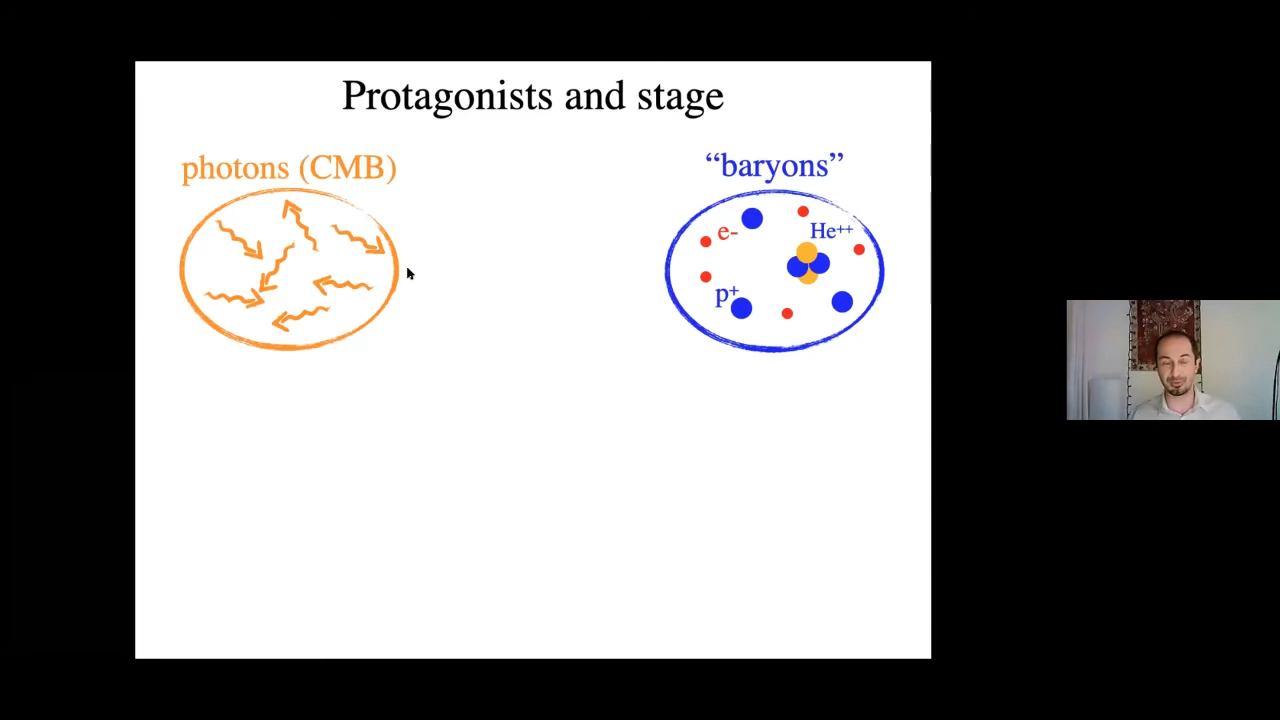 Protagonists and stage
photons (CMB)
“baryons”
e-
He++
p+